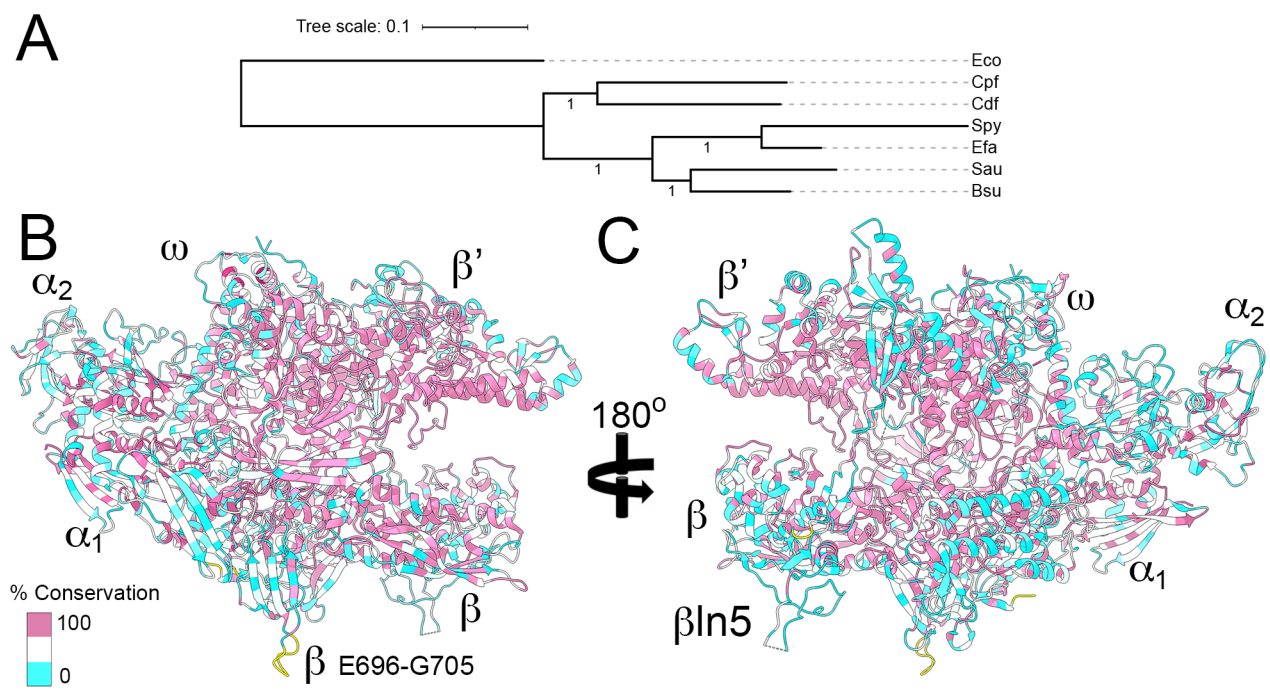 A
Tree scale: 0.1
Eco
Cpf
1
Cdf
Spy
1
Efa
1
Sau
1
Bsu
B
C
ω
β’
α2
α1
β
β E696-G705
% Conservation
100
0
180o
β’
ω
α2
β
α1
βln5